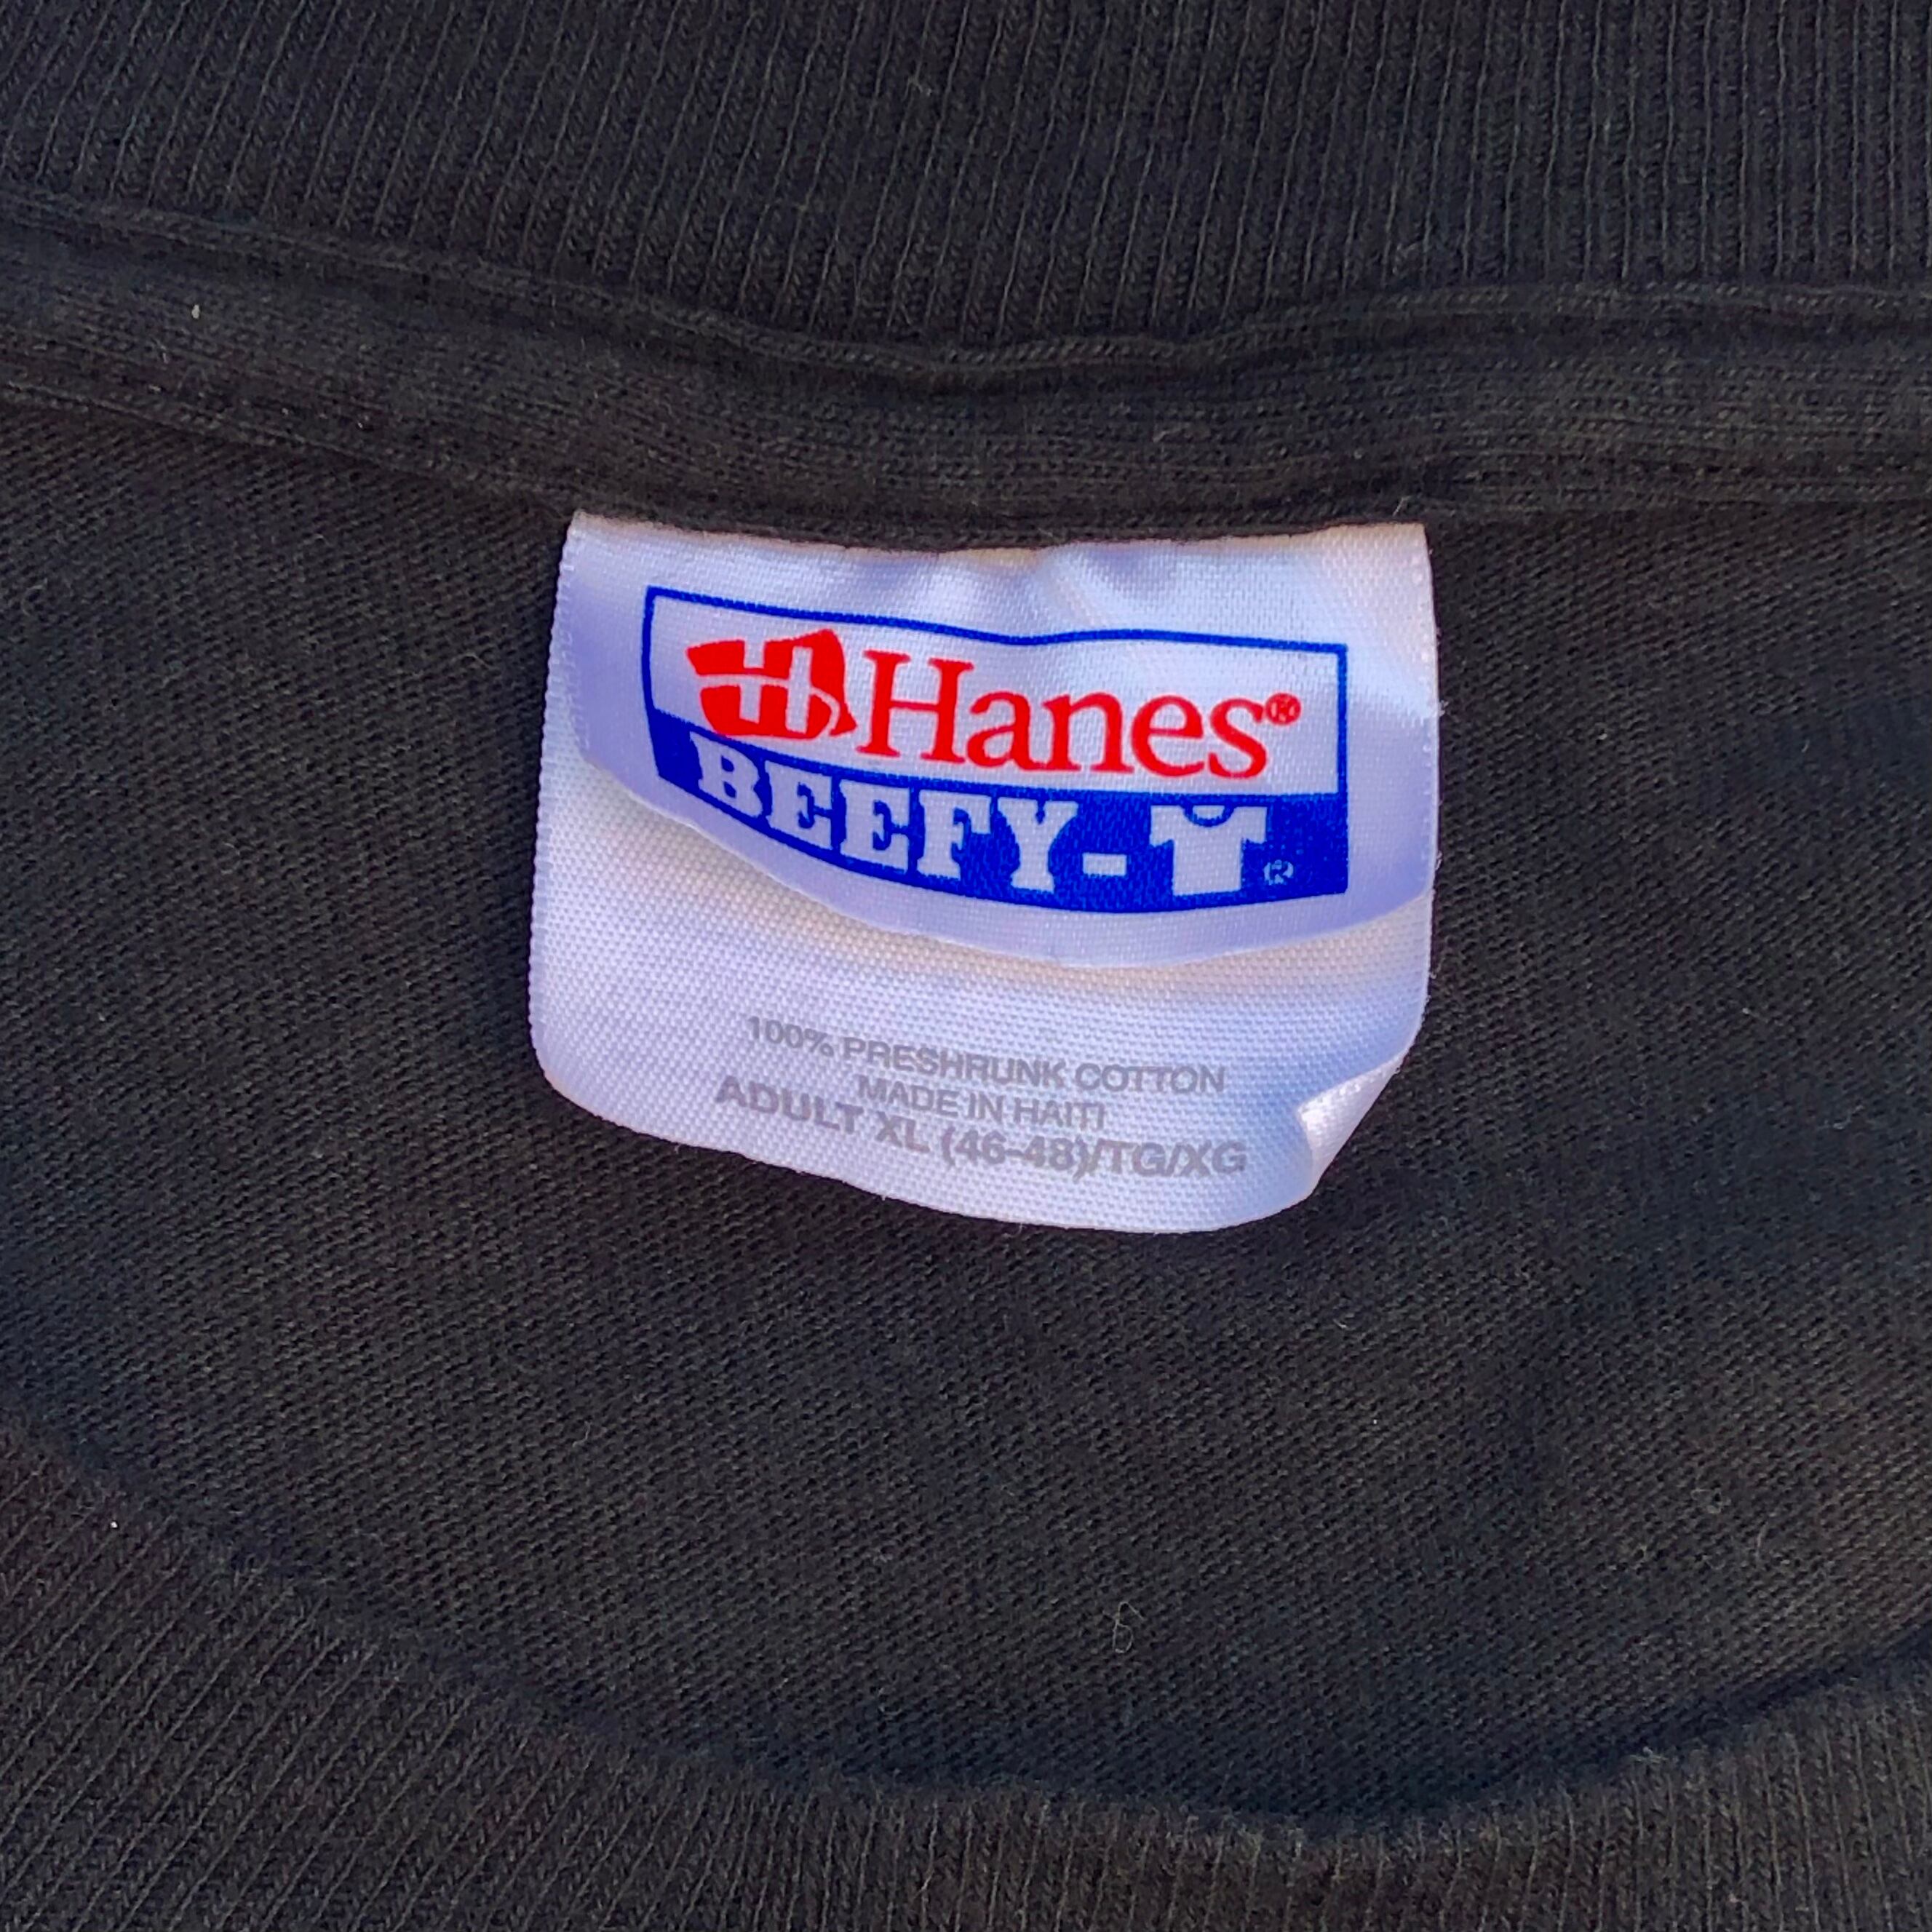 H Hanes®
BEEFY-T®
100% PRESHRUNK COTTON
MADE IN HAITI
ADULT XL (46-48)/TG/XG